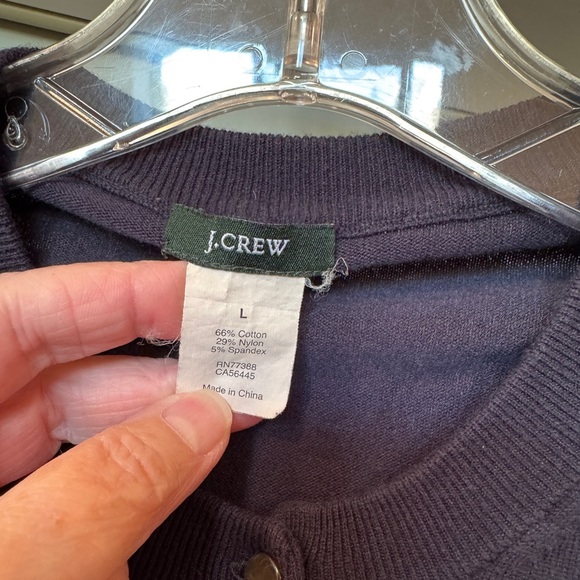 J.CREW
L
66% Cotton
29% Nylon
5% Spandex
RN77388
CA56445
Made in China